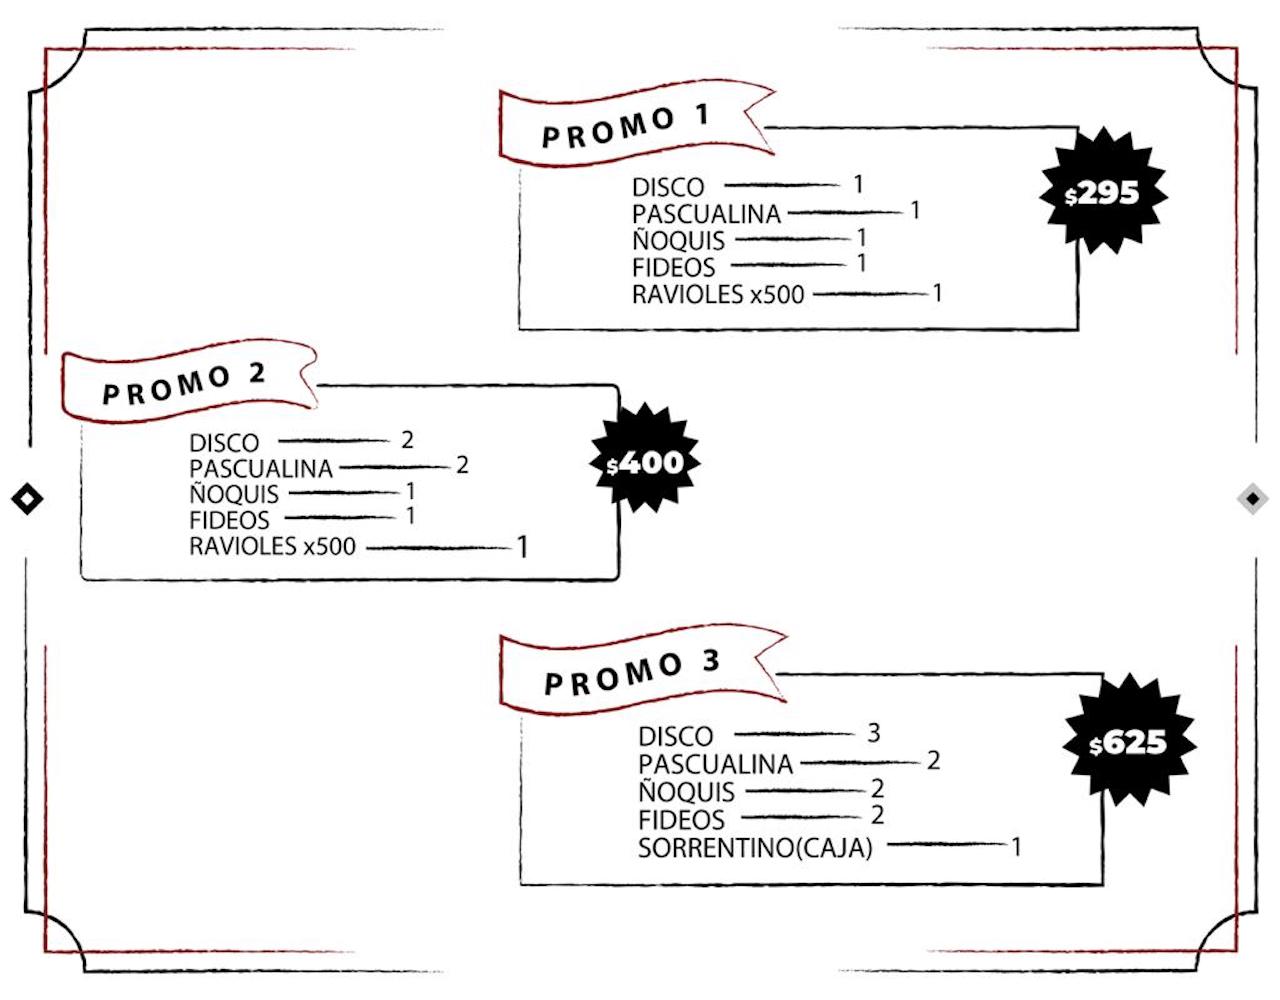 PROMO 1
$295
DISCO 1
PASCUALINA 1
ÑOQUIS 1
FIDEOS 1
RAVIOLES x500 1
PROMO 2
$400
DISCO 2
PASCUALINA 2
ÑOQUIS 1
FIDEOS 1
RAVIOLES x500 1
PROMO 3
$625
DISCO 3
PASCUALINA 2
ÑOQUIS 2
FIDEOS 2
SORRENTINO(CAJA) 1